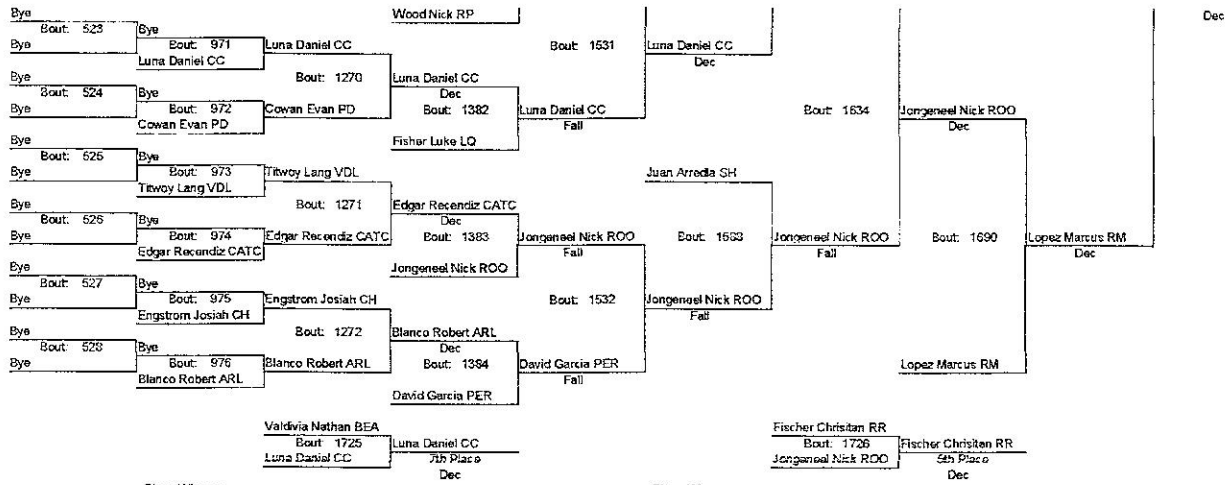 Bye
Wood Nick RP
Dec
Bout: 523
Bye
Bout: 1531
Bye
Bout: 971
Luna Daniel CC
Luna Daniel CC
Luna Daniel CC
Dec
Bout: 1270
Luna Daniel CC
Bye
Dec
Bout: 524
Bye
Bye
Bout: 972
Cowan Evan PD
Bout: 1382
Luna Daniel CC
Bout: 1634
Jongeneel Nick ROO
Cowan Evan PD
Fall
Dec
Bye
Fisher Luke LQ
Bout: 525
Bye
Bye
Bout: 973
Titwoy Lang VDL
Juan Arredla SH
Titwoy Lang VDL
Bye
Bout: 1271
Edgar Recendiz CATC
Bout: 526
Bye
Dec
Bye
Bout: 974
Edgar Recendiz CATC
Bout: 1383
Jongeneel Nick ROO
Bout: 1583
Jongeneel Nick ROO
Bout: 1690
Lopez Marcus RM
Edgar Recendiz CATC
Fall
Fall
Dec
Bye
Jongeneel Nick ROO
Bout: 527
Bye
Bye
Bout: 975
Engstrom Josiah CH
Bout: 1532
Jongeneel Nick ROO
Engstrom Josiah CH
Fall
Bye
Bout: 1272
Blanco Robert ARL
Bout: 528
Bye
Dec
Bye
Bout: 976
Blanco Robert ARL
Bout: 1384
David Garcia PER
Lopez Marcus RM
Blanco Robert ARL
Fall
David Garcia PER
Valdivia Nathan BEA
Fischer Chrisitan RR
Bout: 1725
Luna Daniel CC
Bout: 1726
Fischer Chrisitan RR
Luna Daniel CC
7th Place
Jongeneel Nick ROO
5th Place
Dec
Dec